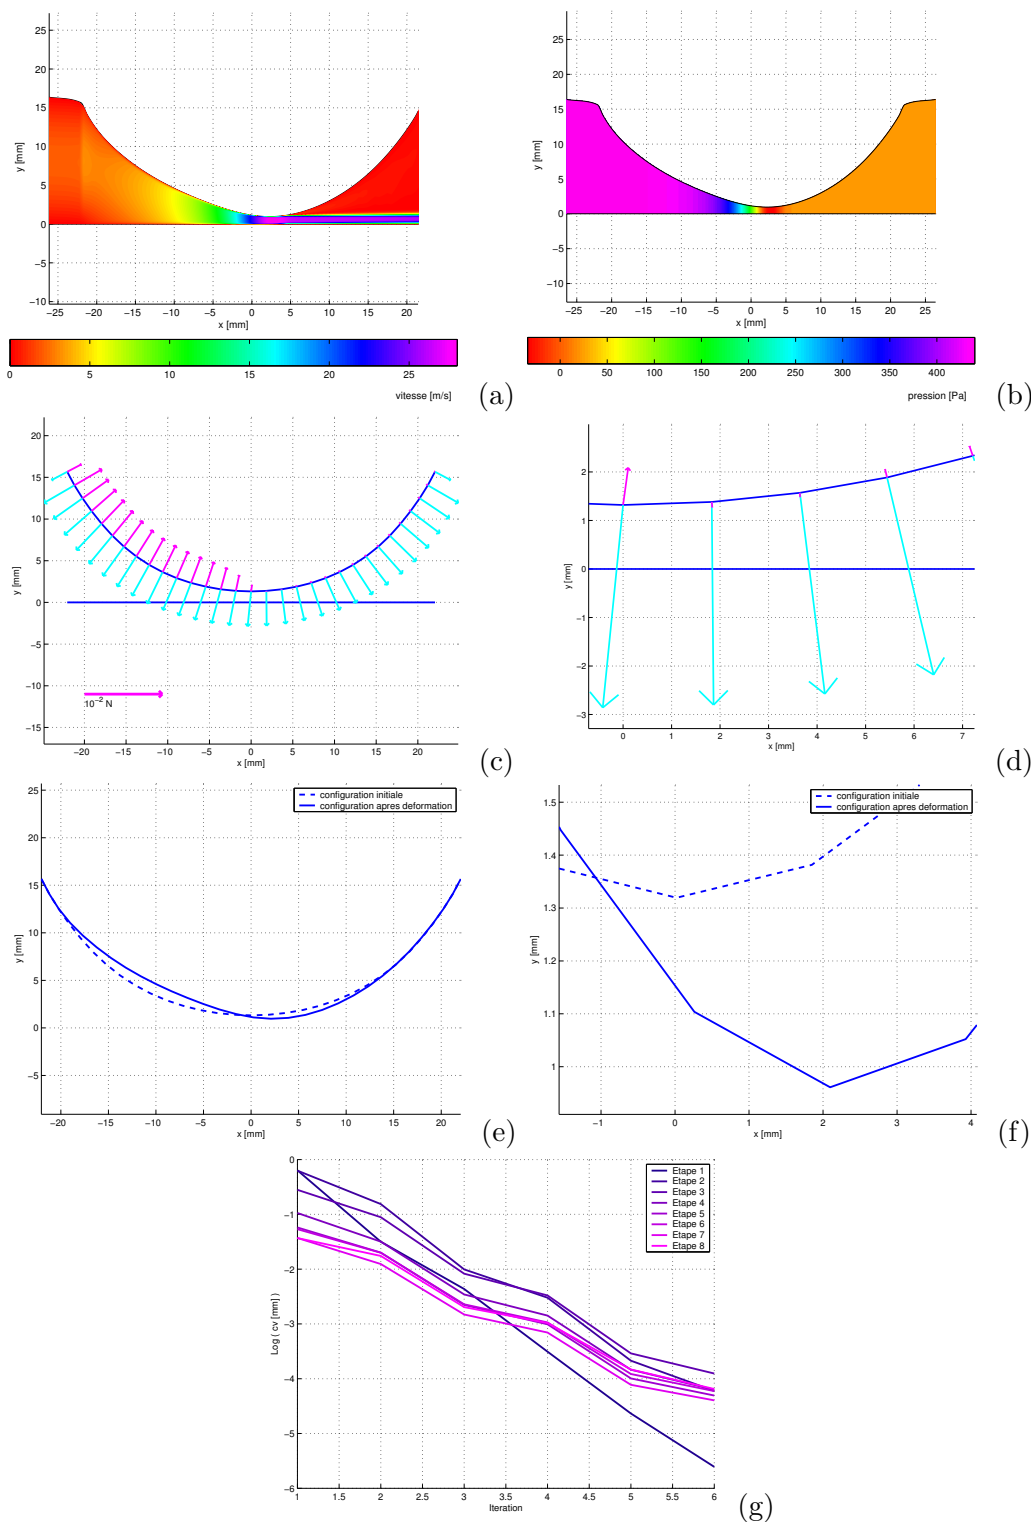 25
20
15
10
5
0
−5
−10
y [mm]
−25 −20 −15 −10 −5 0 5 10 15 20
x [mm]
0 5 10 15 20 25
vitesse [m/s]
(a)
25
20
15
10
5
0
−5
−10
y [mm]
−25 −20 −15 −10 −5 0 5 10 15 20 25
x [mm]
0 50 100 150 200 250 300 350 400
pression [Pa]
(b)
20
15
10
5
0
−5
−10
−15
y [mm]
10⁻² N
−20 −15 −10 −5 0 5 10 15 20
x [mm]
(c)
2
1
0
−1
−2
−3
y [mm]
0 1 2 3 4 5 6 7
x [mm]
(d)
configuration initiale
configuration apres deformation
25
20
15
10
5
0
−5
y [mm]
−20 −15 −10 −5 0 5 10 15 20
x [mm]
(e)
configuration initiale
configuration apres deformation
1.5
1.4
1.3
1.2
1.1
1
y [mm]
−1 0 1 2 3 4
x [mm]
(f)
0
−1
−2
−3
−4
−5
−6
Log ( cv [mm] )
Etape 1
Etape 2
Etape 3
Etape 4
Etape 5
Etape 6
Etape 7
Etape 8
1 1.5 2 2.5 3 3.5 4 4.5 5 5.5 6
Iteration
(g)